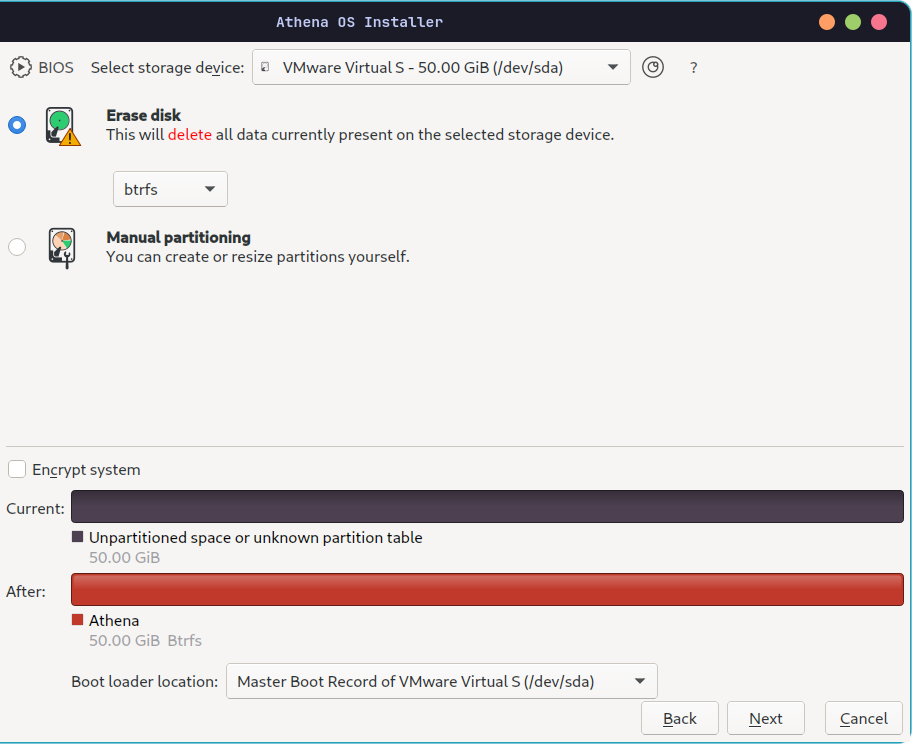 Athena OS Installer
BIOS Select storage device: VMware Virtual S - 50.00 GiB (/dev/sda) ?
Erase disk
This will delete all data currently present on the selected storage device.
btrfs
Manual partitioning
You can create or resize partitions yourself.
Encrypt system
Current:
Unpartitioned space or unknown partition table
50.00 GiB
After:
Athena
50.00 GiB Btrfs
Boot loader location: Master Boot Record of VMware Virtual S (/dev/sda)
Back Next Cancel